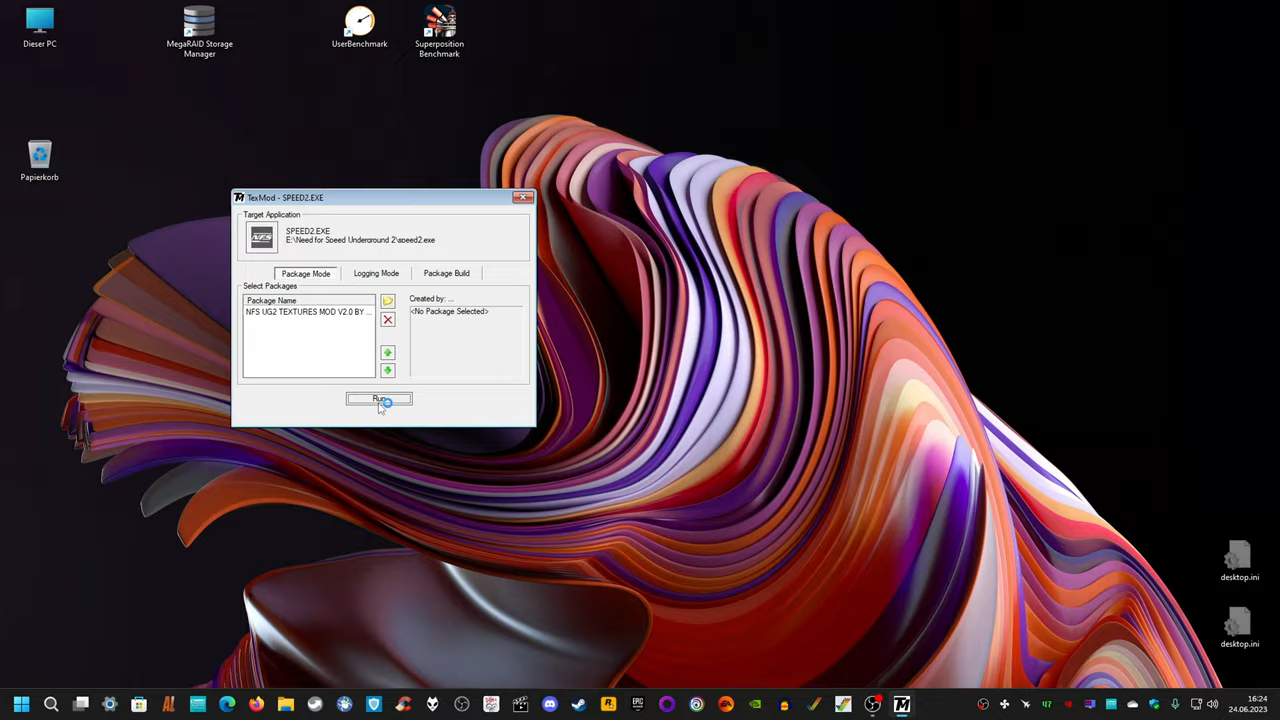 Dieser PC
MegaRAID Storage
Manager
UserBenchmark
Superposition
Benchmark
Papierkorb
TexMod - SPEED2.EXE
Target Application
NFS
SPEED2.EXE
E:\Need for Speed Underground 2\speed2.exe
Package Mode
Logging Mode
Package Build
Select Packages
Package Name
NFS UG2 TEXTURES MOD V2.0 BY ...
Created by: ...
<No Package Selected>
Run
desktop.ini
desktop.ini
16:24
24.06.2023